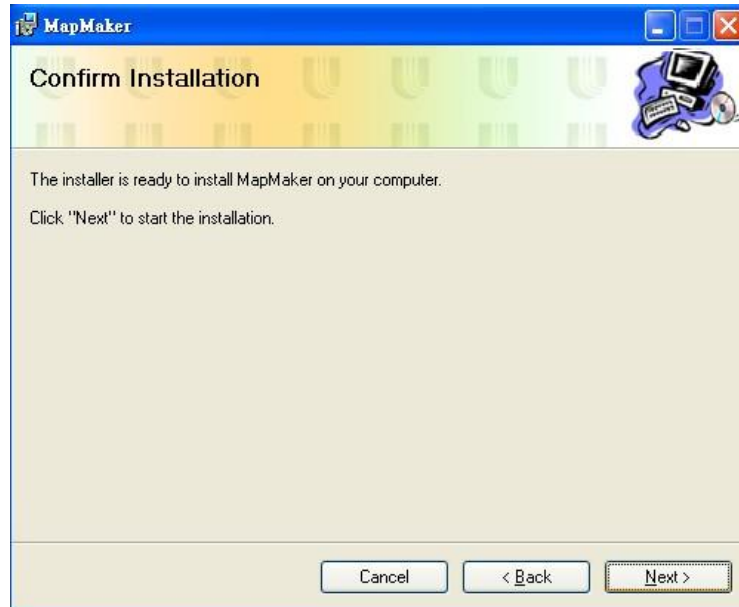 MapMaker
Confirm Installation
The installer is ready to install MapMaker on your computer.
Click "Next" to start the installation.
Cancel
< Back
Next >